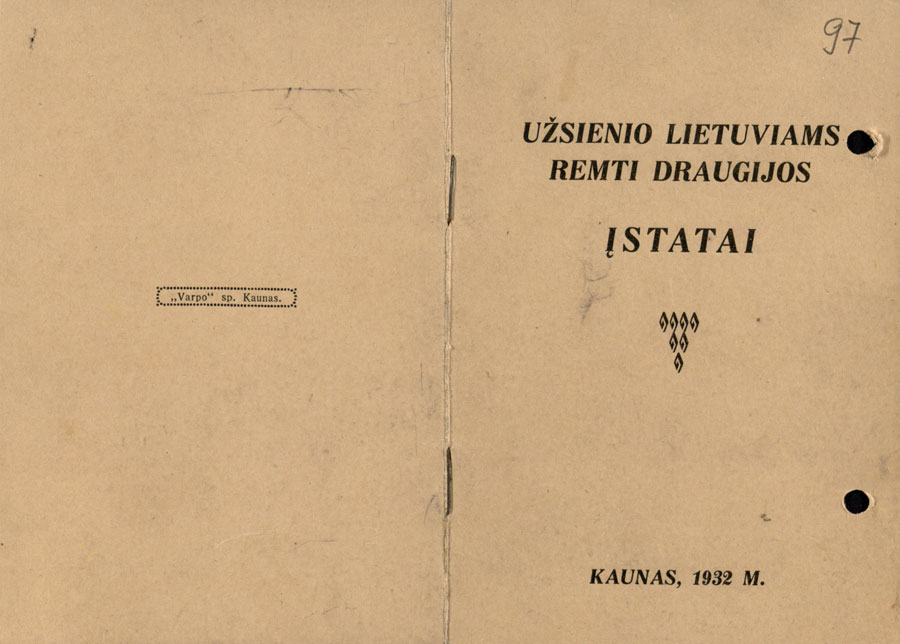 „Varpo“ sp. Kaunas.
97
UŽSIENIO LIETUVIAMS
REMTI DRAUGIJOS
ĮSTATAI
KAUNAS, 1932 M.